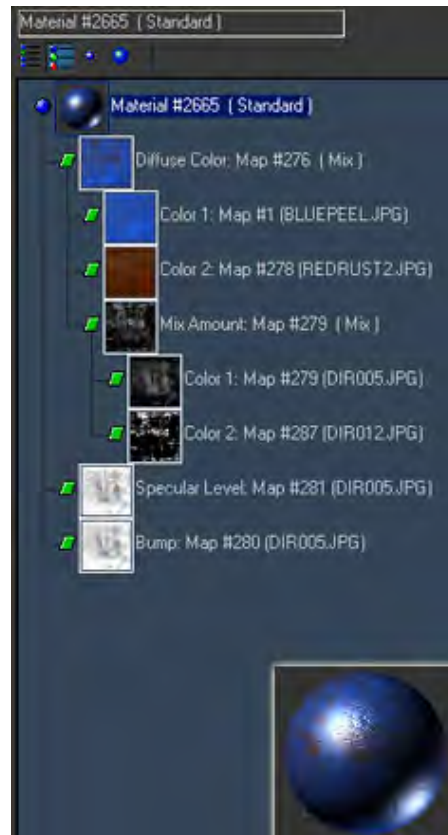 Material #2665 ( Standard )
Material #2665 ( Standard )
Diffuse Color: Map #276 ( Mix )
Color 1: Map #1 (BLUEPEEL.JPG)
Color 2: Map #278 (REDRUST2.JPG)
Mix Amount: Map #279 ( Mix )
Color 1: Map #279 (DIR005.JPG)
Color 2: Map #287 (DIR012.JPG)
Specular Level: Map #281 (DIR005.JPG)
Bump: Map #280 (DIR005.JPG)